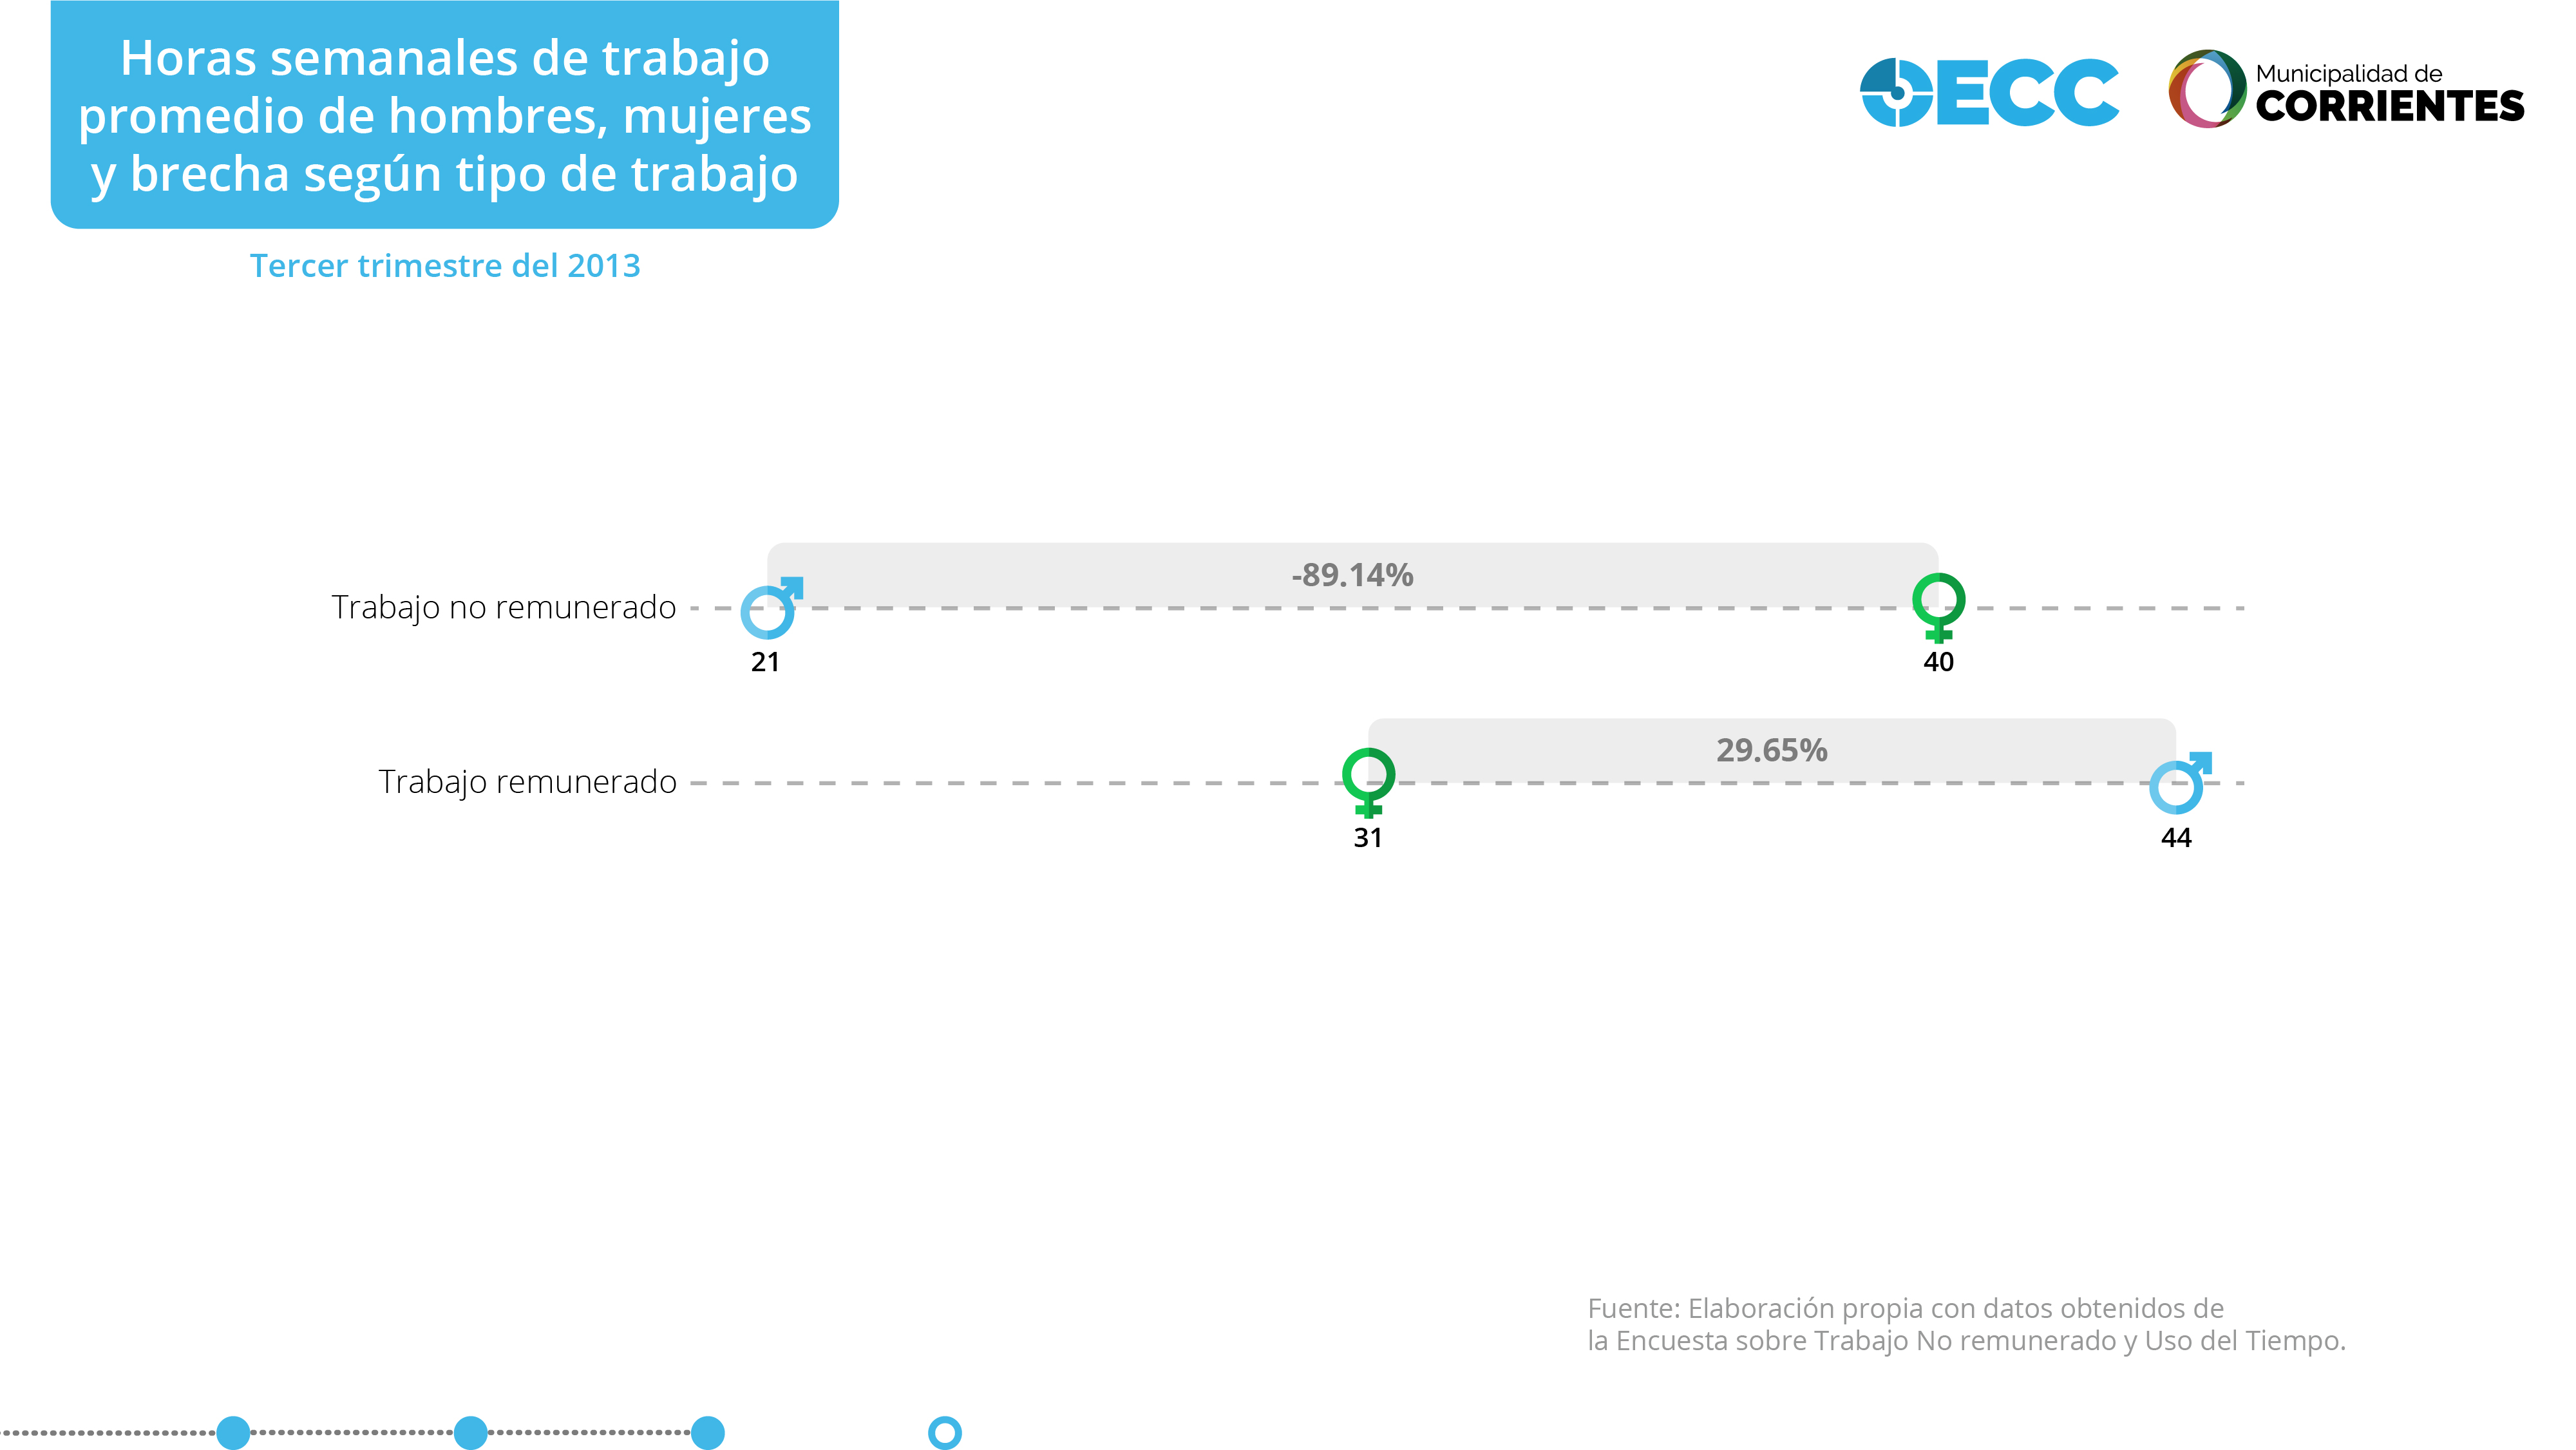 Horas semanales de trabajo
promedio de hombres, mujeres
y brecha según tipo de trabajo
Tercer trimestre del 2013
OECC
Municipalidad de
CORRIENTES
-89.14%
Trabajo no remunerado
21
40
29.65%
Trabajo remunerado
31
44
Fuente: Elaboración propia con datos obtenidos de
la Encuesta sobre Trabajo No remunerado y Uso del Tiempo.